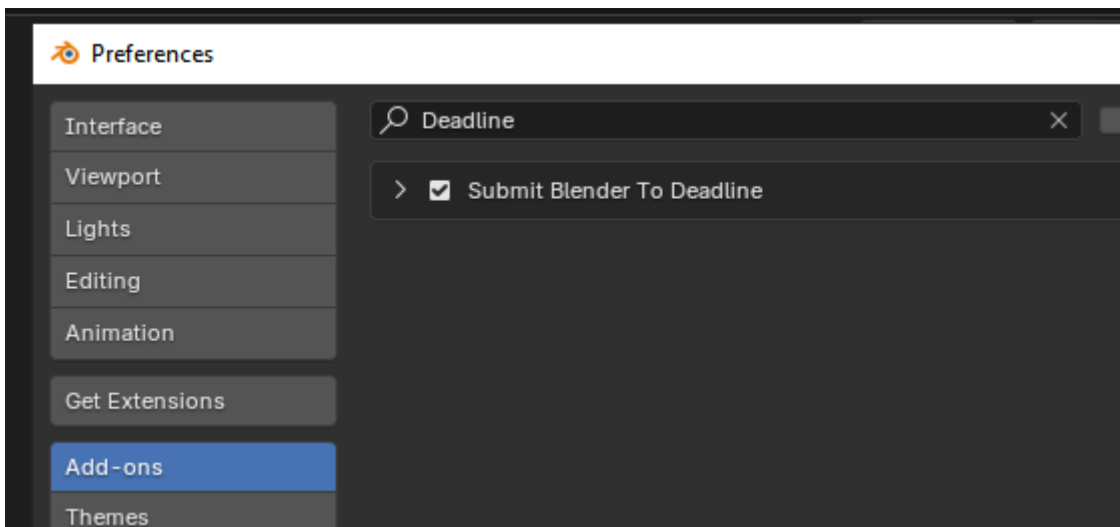 Preferences
Interface
Viewport
Lights
Editing
Animation
Get Extensions
Add-ons
Themes
Deadline
Submit Blender To Deadline